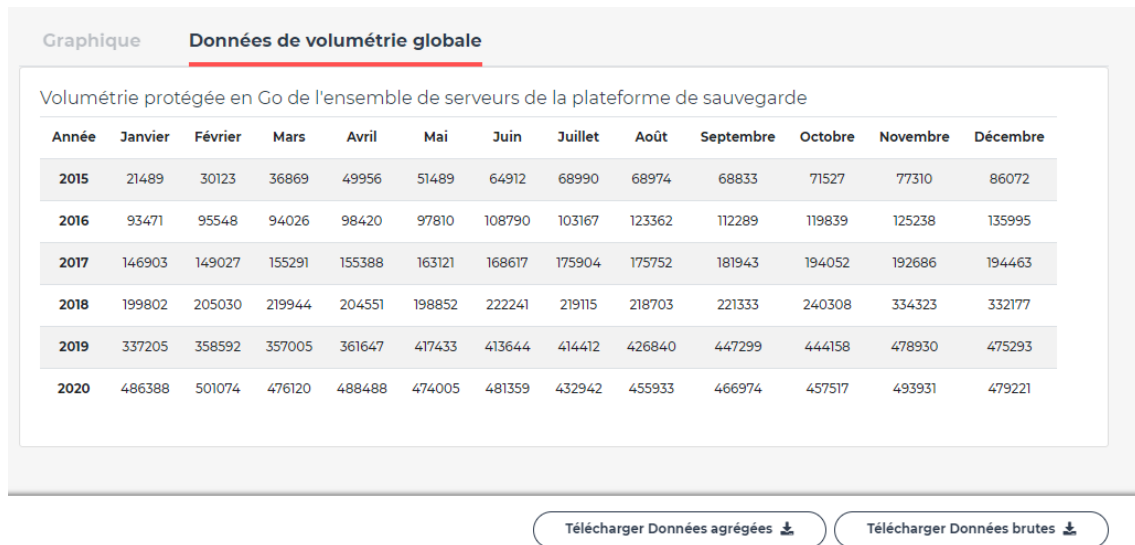 Graphique Données de volumétrie globale
Volumétrie protégée en Go de l'ensemble de serveurs de la plateforme de sauvegarde
Année Janvier Février Mars Avril Mai Juin Juillet Août Septembre Octobre Novembre Décembre
2015 21489 30123 36869 49956 51489 64912 68990 68974 68833 71527 77310 86072
2016 93471 95548 94026 98420 97810 108790 103167 123362 112289 119839 125238 135995
2017 146903 149027 155291 155388 163121 168617 175904 175752 181943 194052 192686 194463
2018 199802 205030 219944 204551 198852 222241 219115 218703 221333 240308 334323 332177
2019 337205 358592 357005 361647 417433 413644 414412 426840 447299 444158 478930 475293
2020 486388 501074 476120 488488 474005 481359 432942 455933 466974 457517 493931 479221
Télécharger Données agrégées Télécharger Données brutes